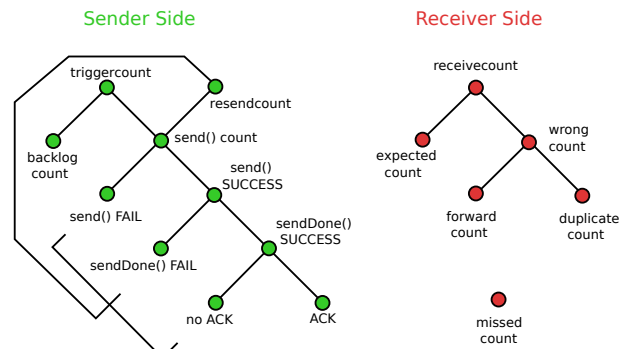 Sender Side
Receiver Side
triggercount
resendcount
send() count
backlog
count
send()
SUCCESS
send() FAIL
sendDone()
SUCCESS
sendDone() FAIL
no ACK
ACK
receivecount
wrong
count
expected
count
forward
count
duplicate
count
missed
count